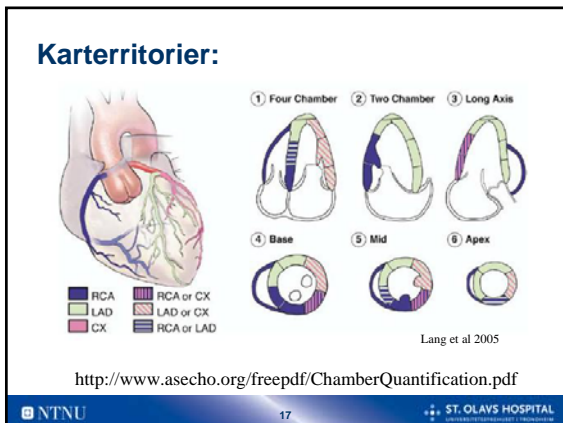 Karterritorier:
① Four Chamber ② Two Chamber ③ Long Axis
④ Base ⑤ Mid ⑥ Apex
RCA RCA or CX
LAD LAD or CX
CX RCA or LAD
Lang et al 2005
http://www.asecho.org/freepdf/ChamberQuantification.pdf
NTNU 17 ST. OLAVS HOSPITAL
UNIVERSITETSSYKEHUSET I TRONDHEIM